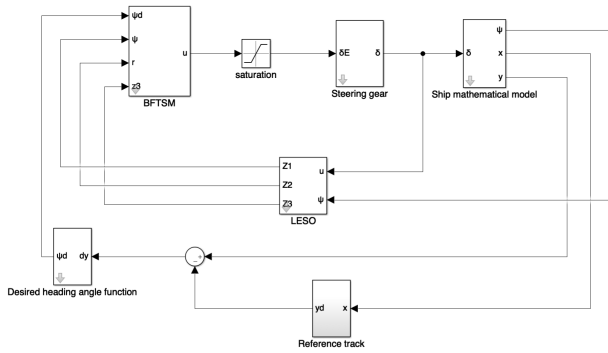 ψd
ψ
r
z3
u
BFTSM
saturation
δE
δ
Steering gear
δ
ψ
x
y
Ship mathematical model
Z1
Z2
Z3
u
ψ
LESO
ψd
dy
Desired heading angle function
-
+
yd
x
Reference track